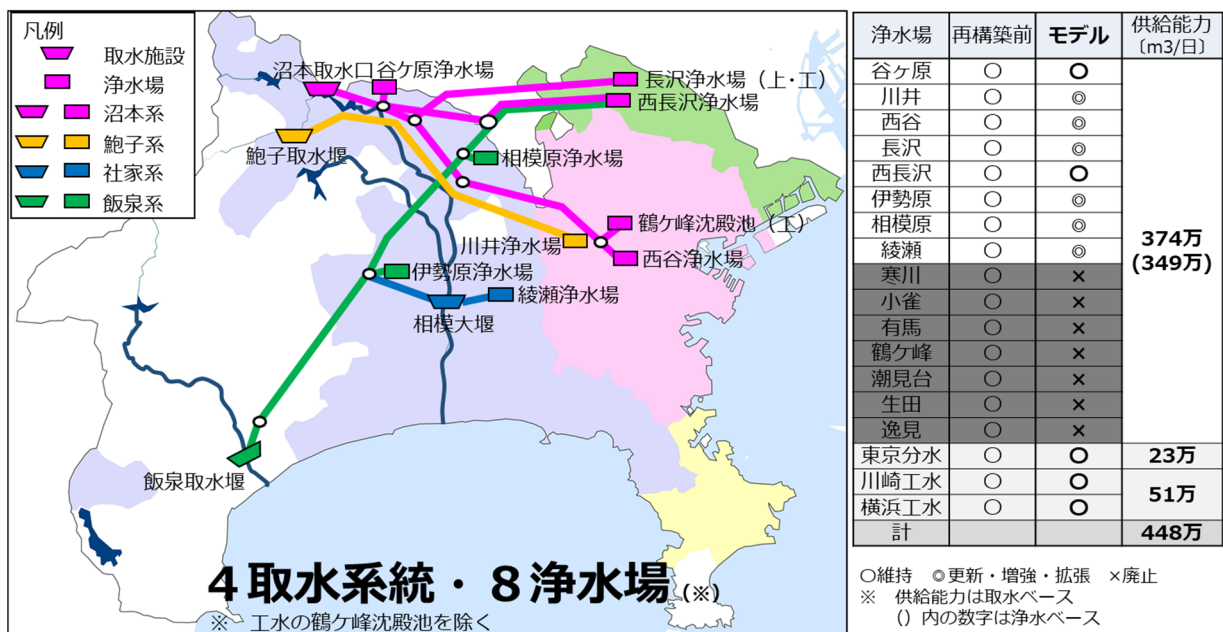 凡例
取水施設
浄水場
沼本系
鮑子系
社家系
飯泉系
沼本取水口
谷ケ原浄水場
長沢浄水場（上・工）
西長沢浄水場
鮑子取水堰
相模原浄水場
鶴ケ峰沈殿池（工）
川井浄水場
西谷浄水場
伊勢原浄水場
綾瀬浄水場
相模大堰
飯泉取水堰
４取水系統・８浄水場(※)
※　工水の鶴ケ峰沈殿池を除く
浄水場 再構築前 モデル 供給能力〔m3/日〕
谷ヶ原 〇 〇
川井 〇 ◎
西谷 〇 ◎
長沢 〇 ◎
西長沢 〇 〇
伊勢原 〇 ◎
相模原 〇 ◎
綾瀬 〇 ◎
374万
(349万)
寒川 〇 ×
小雀 〇 ×
有馬 〇 ×
鶴ケ峰 〇 ×
潮見台 〇 ×
生田 〇 ×
逸見 〇 ×
東京分水 〇 〇 23万
川崎工水 〇 〇
横浜工水 〇 〇
51万
計 448万
〇維持　◎更新・増強・拡張　×廃止
※　供給能力は取水ベース
（）内の数字は浄水ベース